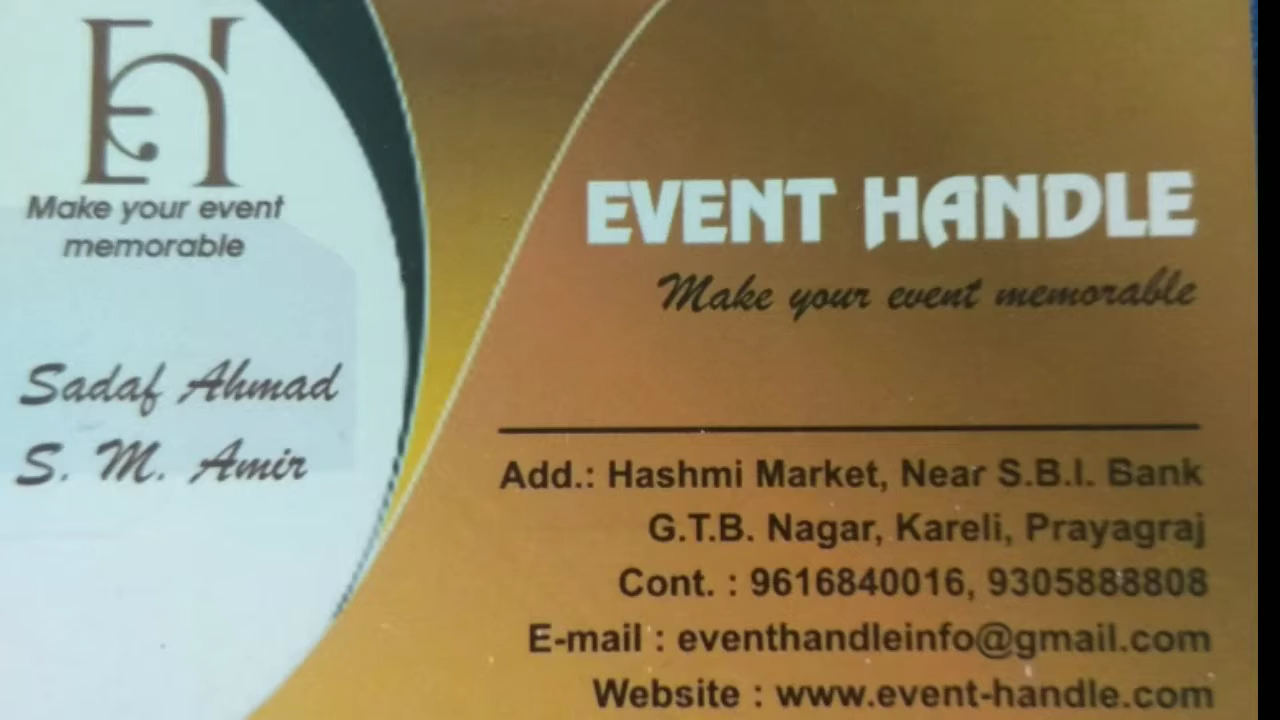 EH
Make your event
memorable
Sadaf Ahmad
S. M. Amir
EVENT HANDLE
Make your event memorable
Add.: Hashmi Market, Near S.B.I. Bank
G.T.B. Nagar, Kareli, Prayagraj
Cont. : 9616840016, 9305888808
E-mail : eventhandleinfo@gmail.com
Website : www.event-handle.com